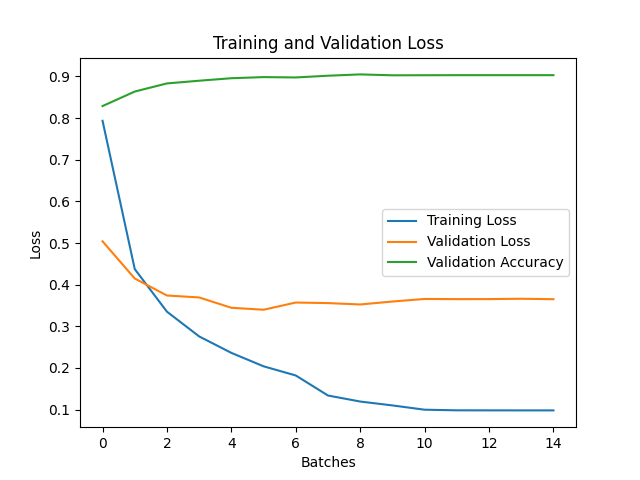 Training and Validation Loss
0.9
0.8
0.7
0.6
0.5
0.4
0.3
0.2
0.1
Loss
Training Loss
Validation Loss
Validation Accuracy
0 2 4 6 8 10 12 14
Batches